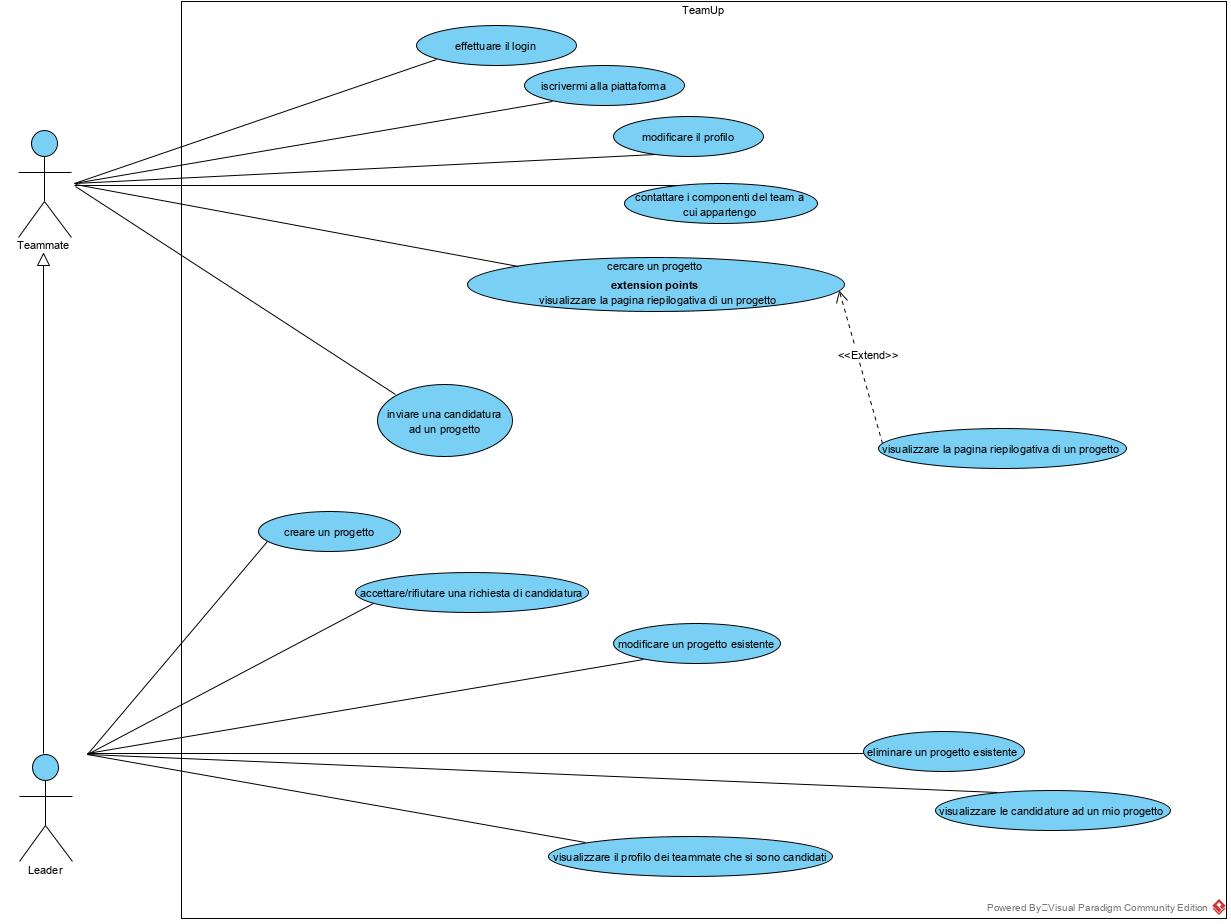 TeamUp
effettuare il login
iscrivermi alla piattaforma
modificare il profilo
contattare i componenti del team a
cui appartengo
Teammate
cercare un progetto
extension points
visualizzare la pagina riepilogativa di un progetto
<<Extend>>
inviare una candidatura
ad un progetto
visualizzare la pagina riepilogativa di un progetto
creare un progetto
accettare/rifiutare una richiesta di candidatura
modificare un progetto esistente
eliminare un progetto esistente
visualizzare le candidature ad un mio progetto
visualizzare il profilo dei teammate che si sono candidati
Leader
Powered By Visual Paradigm Community Edition